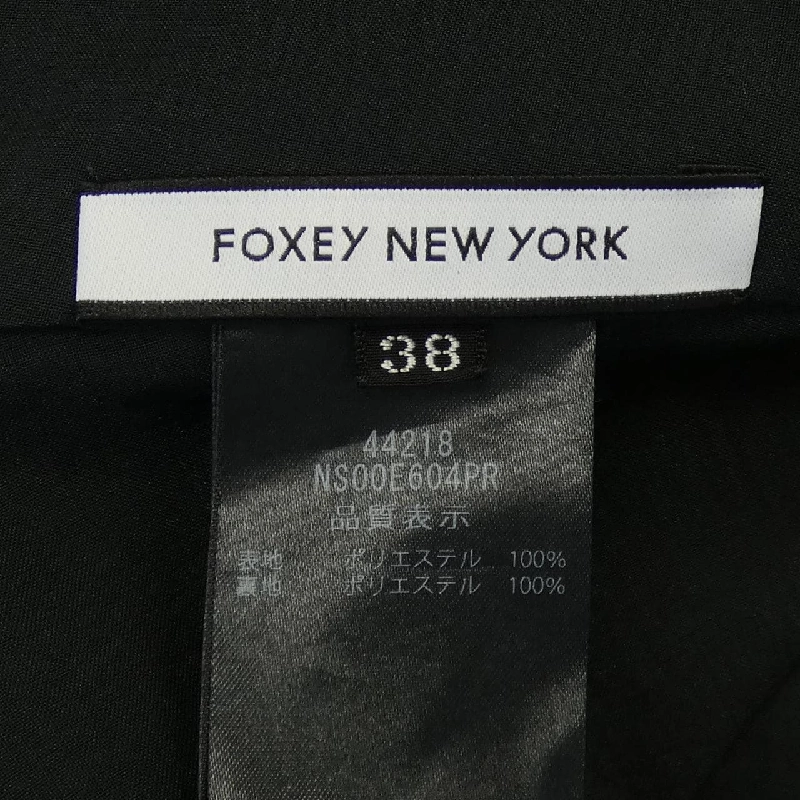 FOXEY NEW YORK
38
44218
NS00E604PR
品質表示
表地 ポリエステル 100%
裏地 ポリエステル 100%